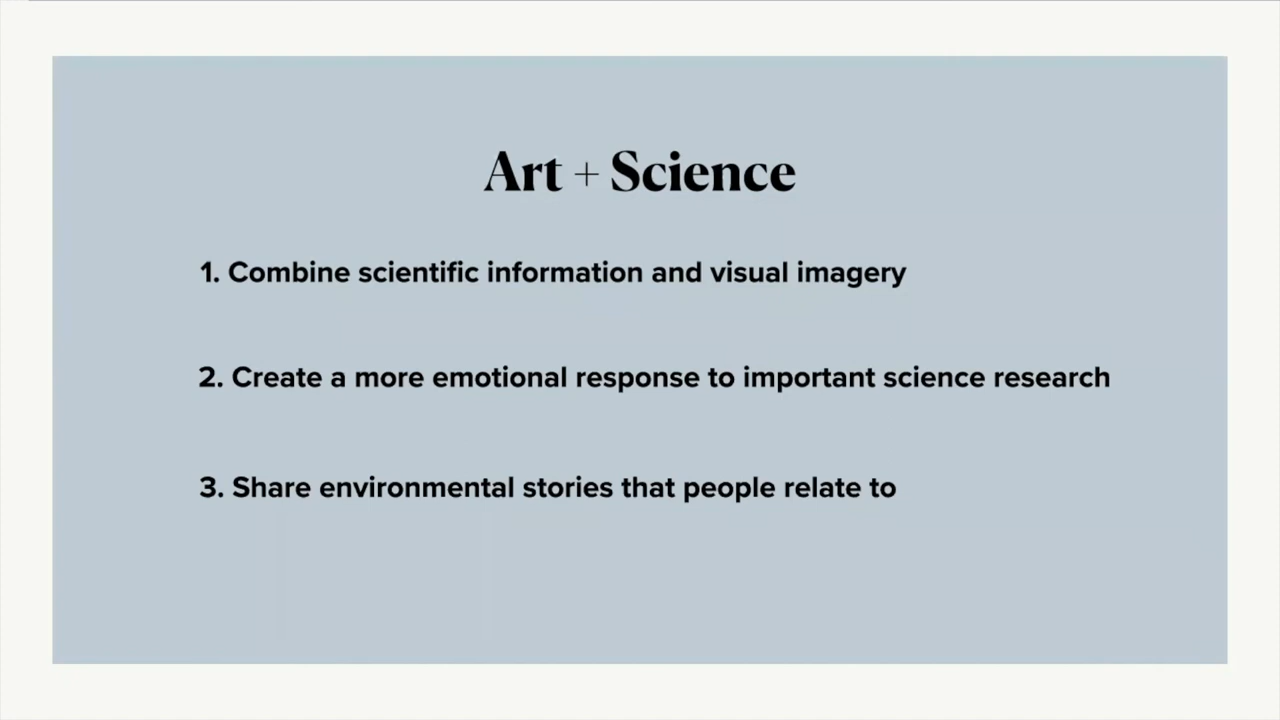 Art + Science
1. Combine scientific information and visual imagery
2. Create a more emotional response to important science research
3. Share environmental stories that people relate to